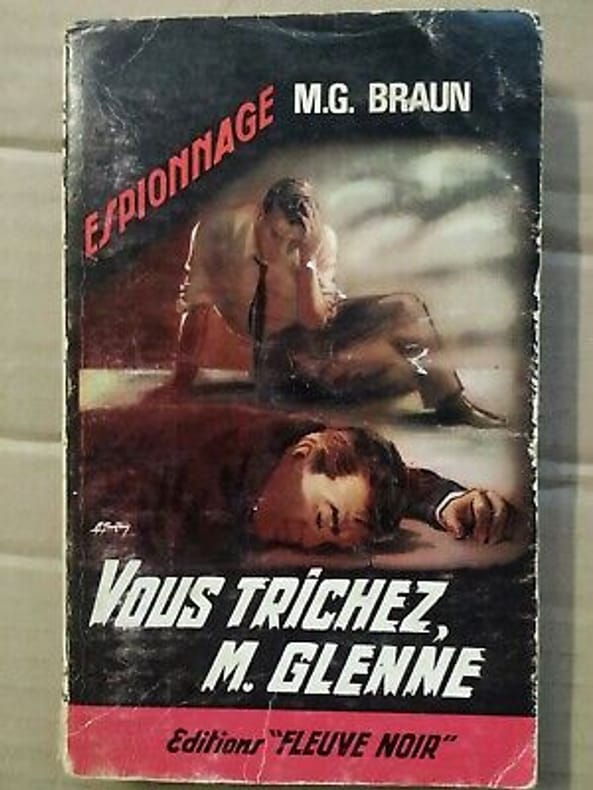 M.G. BRAUN
ESPIONNAGE
VOUS TRICHEZ,
M. GLENNE
Editions "FLEUVE NOIR"